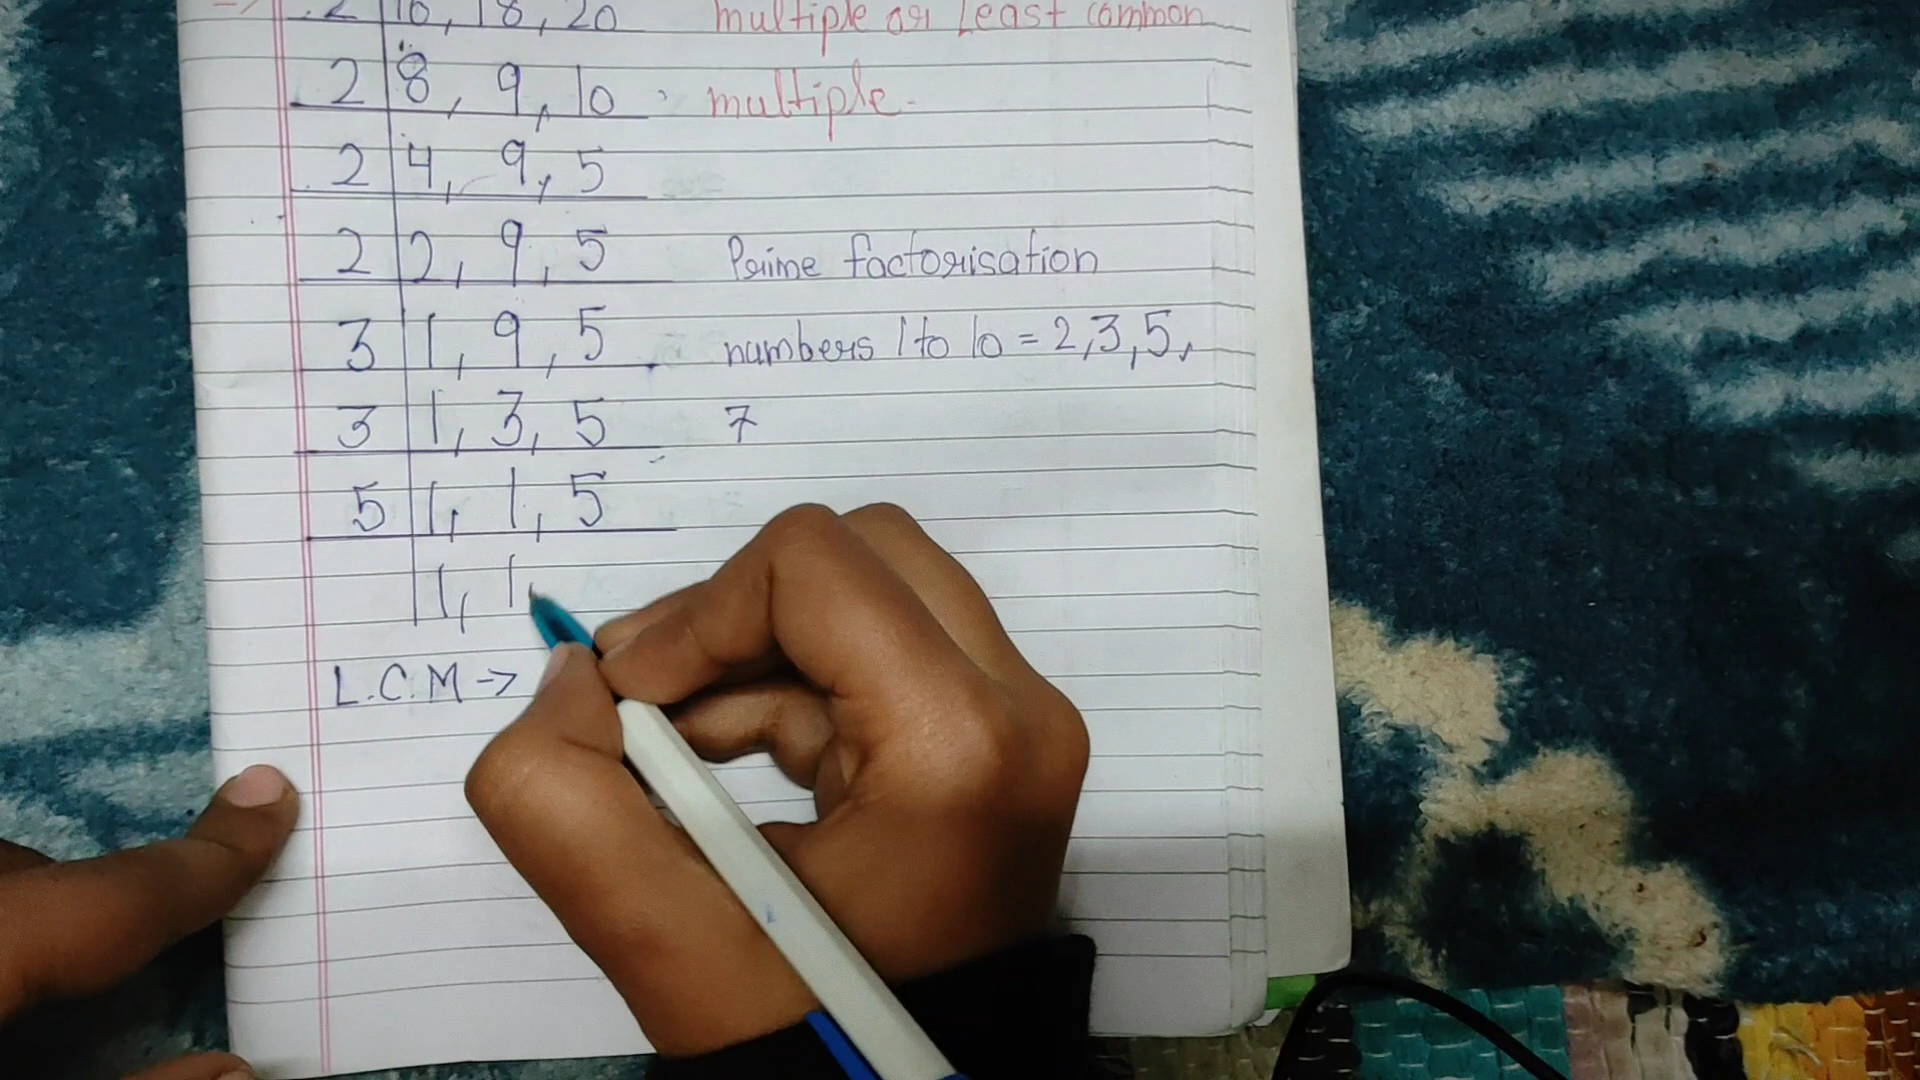 2 16, 18, 20 multiple or Least common
2 8, 9, 10 multiple.
2 4, 9, 5
2 2, 9, 5 Prime factorisation
3 1, 9, 5 numbers 1 to 10 = 2,3,5,
3 1, 3, 5 7
5 1, 1, 5
1, 1,
L.C.M →